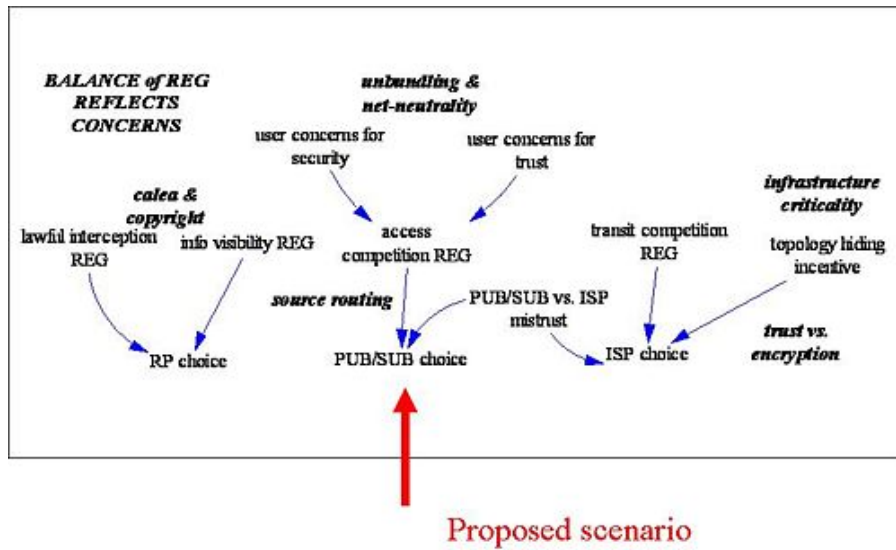 BALANCE of REG
REFLECTS
CONCERNS
unbundling &
net-neutrality
user concerns for
security
user concerns for
trust
calea &
copyright
infrastructure
criticality
lawful interception
REG
info visibility REG
access
competition REG
transit competition
REG
topology hiding
incentive
source routing
PUB/SUB vs. ISP
mistrust
trust vs.
encryption
RP choice
PUB/SUB choice
ISP choice
Proposed scenario